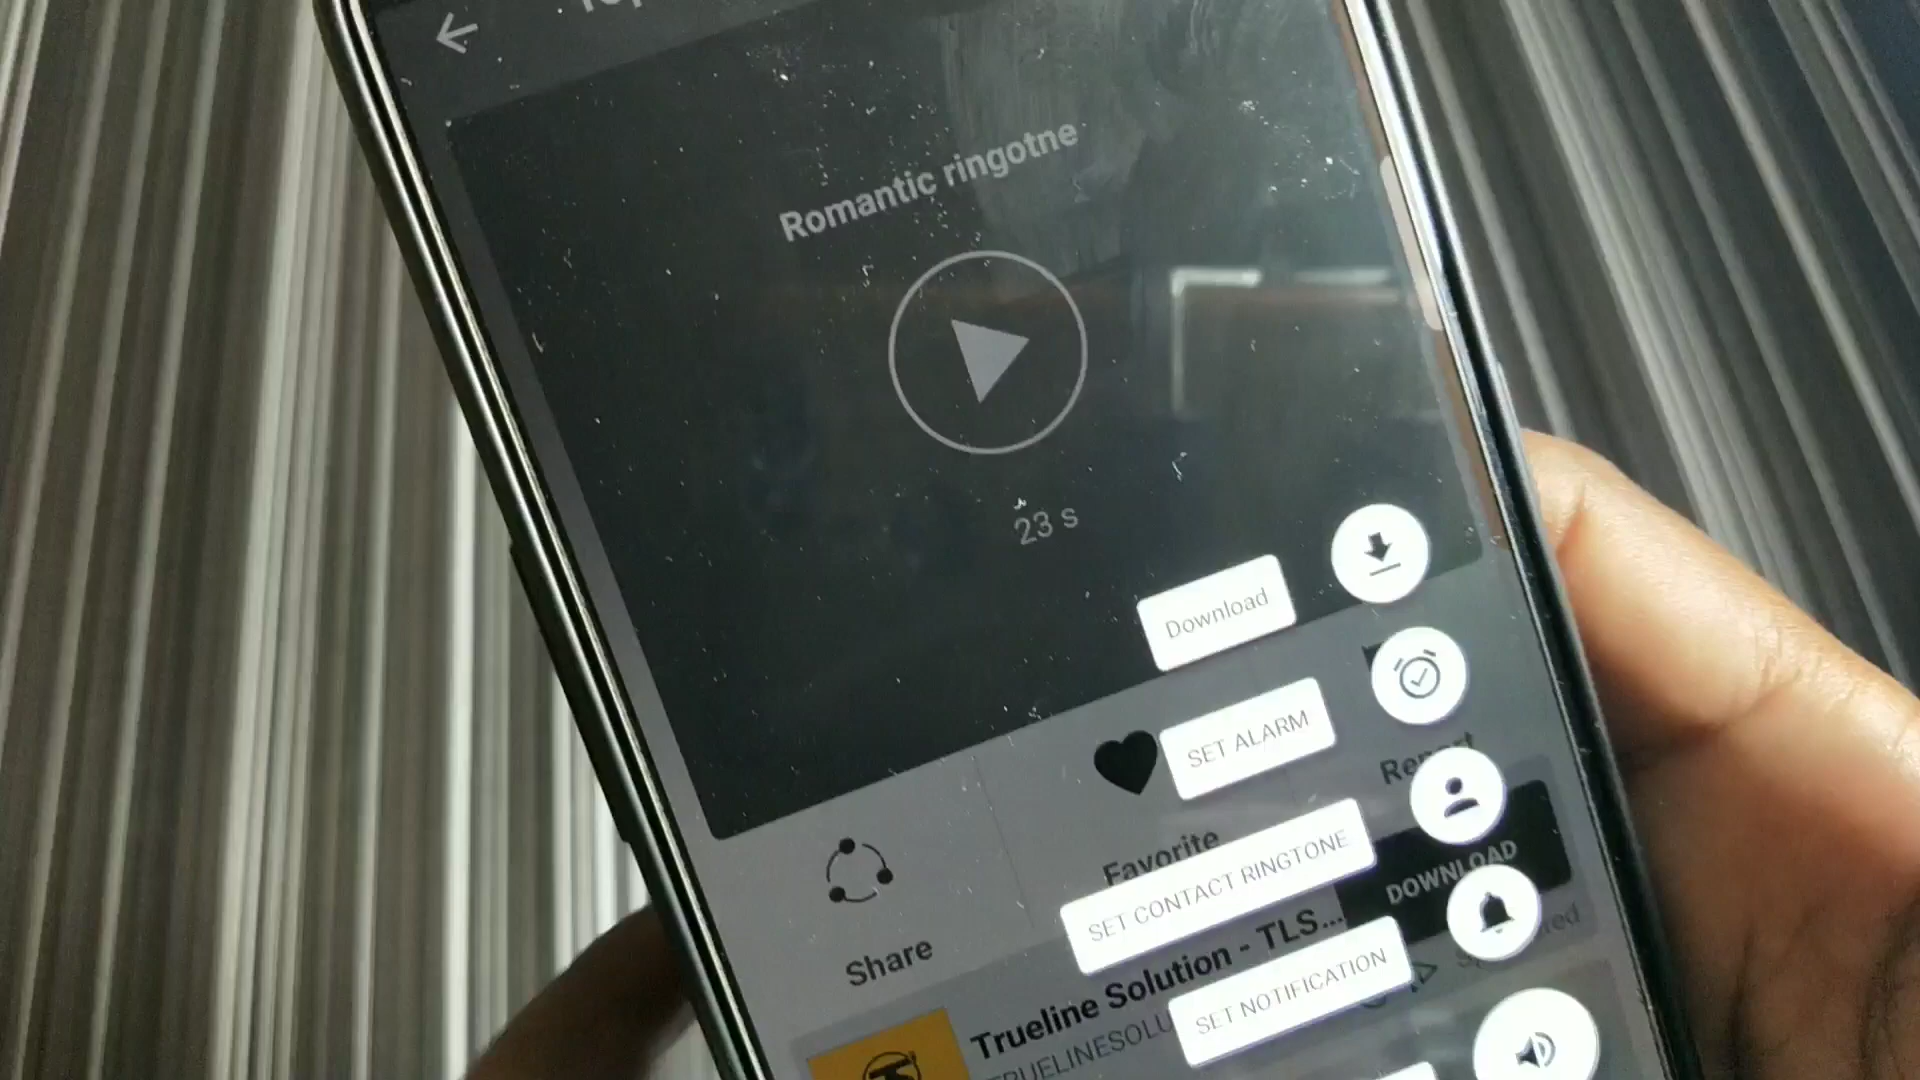 Romantic ringotne
23 s
Download
SET ALARM
Favorite
SET CONTACT RINGTONE
DOWNLOAD
Share
Trueline Solution - TLS...
SET NOTIFICATION